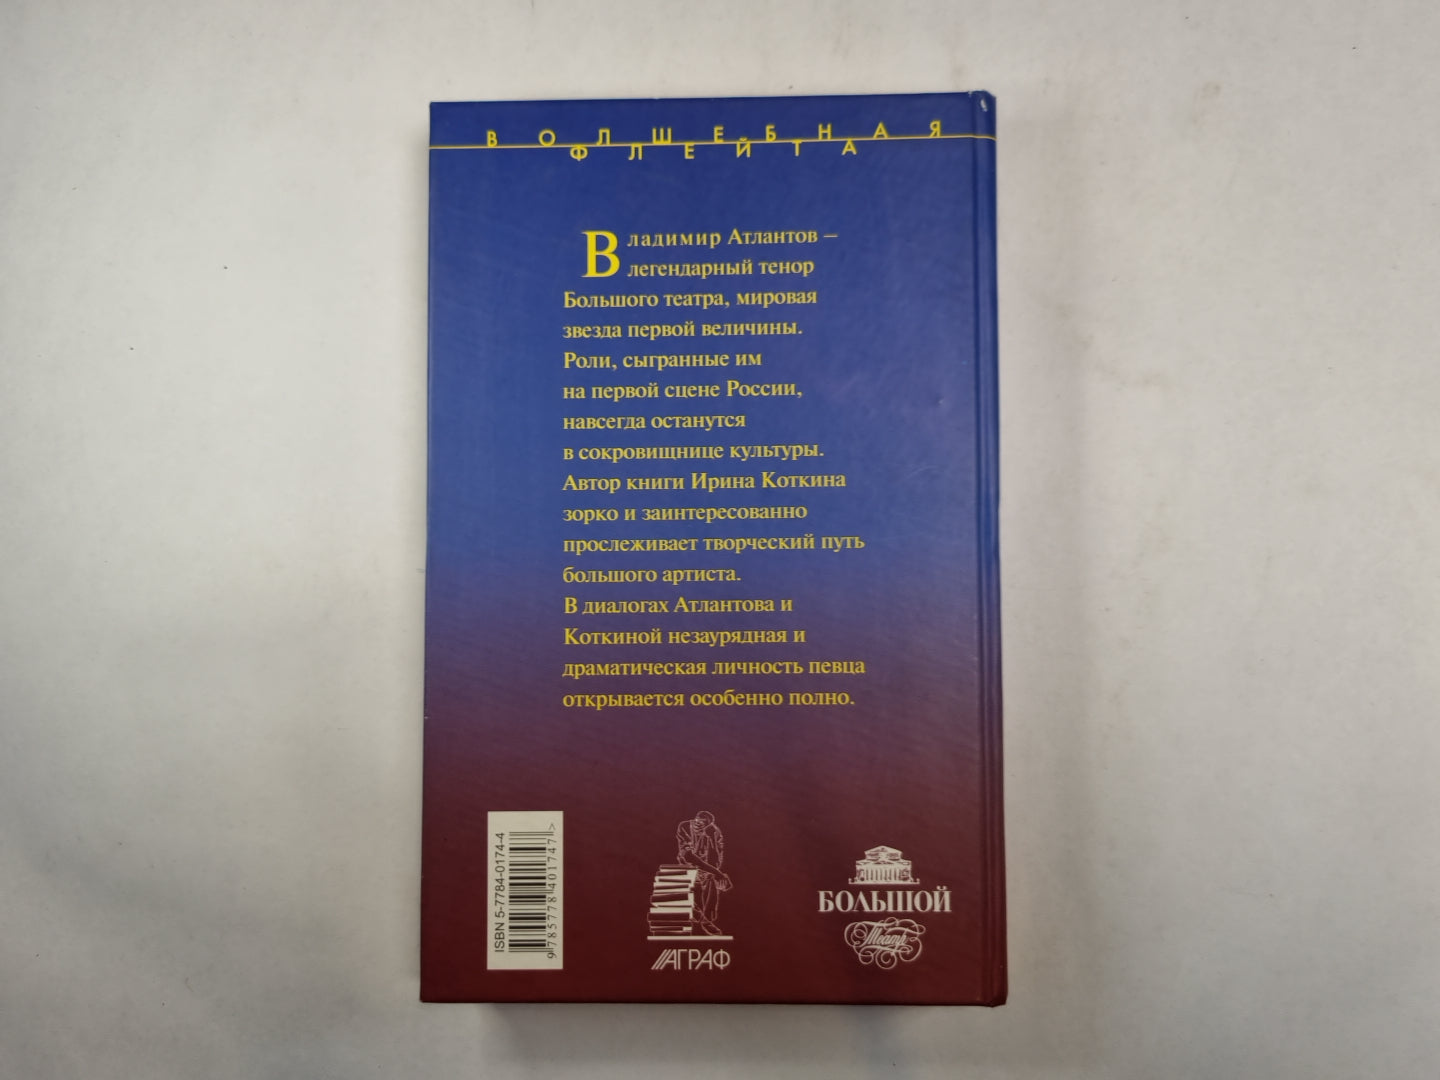 ВОЛШЕБНАЯ
ФЛЕЙТА
Владимир Атлантов –
легендарный тенор
Большого театра, мировая
звезда первой величины.
Роли, сыгранные им
на первой сцене России,
навсегда останутся
в сокровищнице культуры.
Автор книги Ирина Коткина
зорко и заинтересованно
прослеживает творческий путь
большого артиста.
В диалогах Атлантова и
Коткиной незаурядная и
драматическая личность певца
открывается особенно полно.
ISBN 5-7784-0174-4
9785778401747>
АГРАФ
БОЛЬШОЙ
Театр